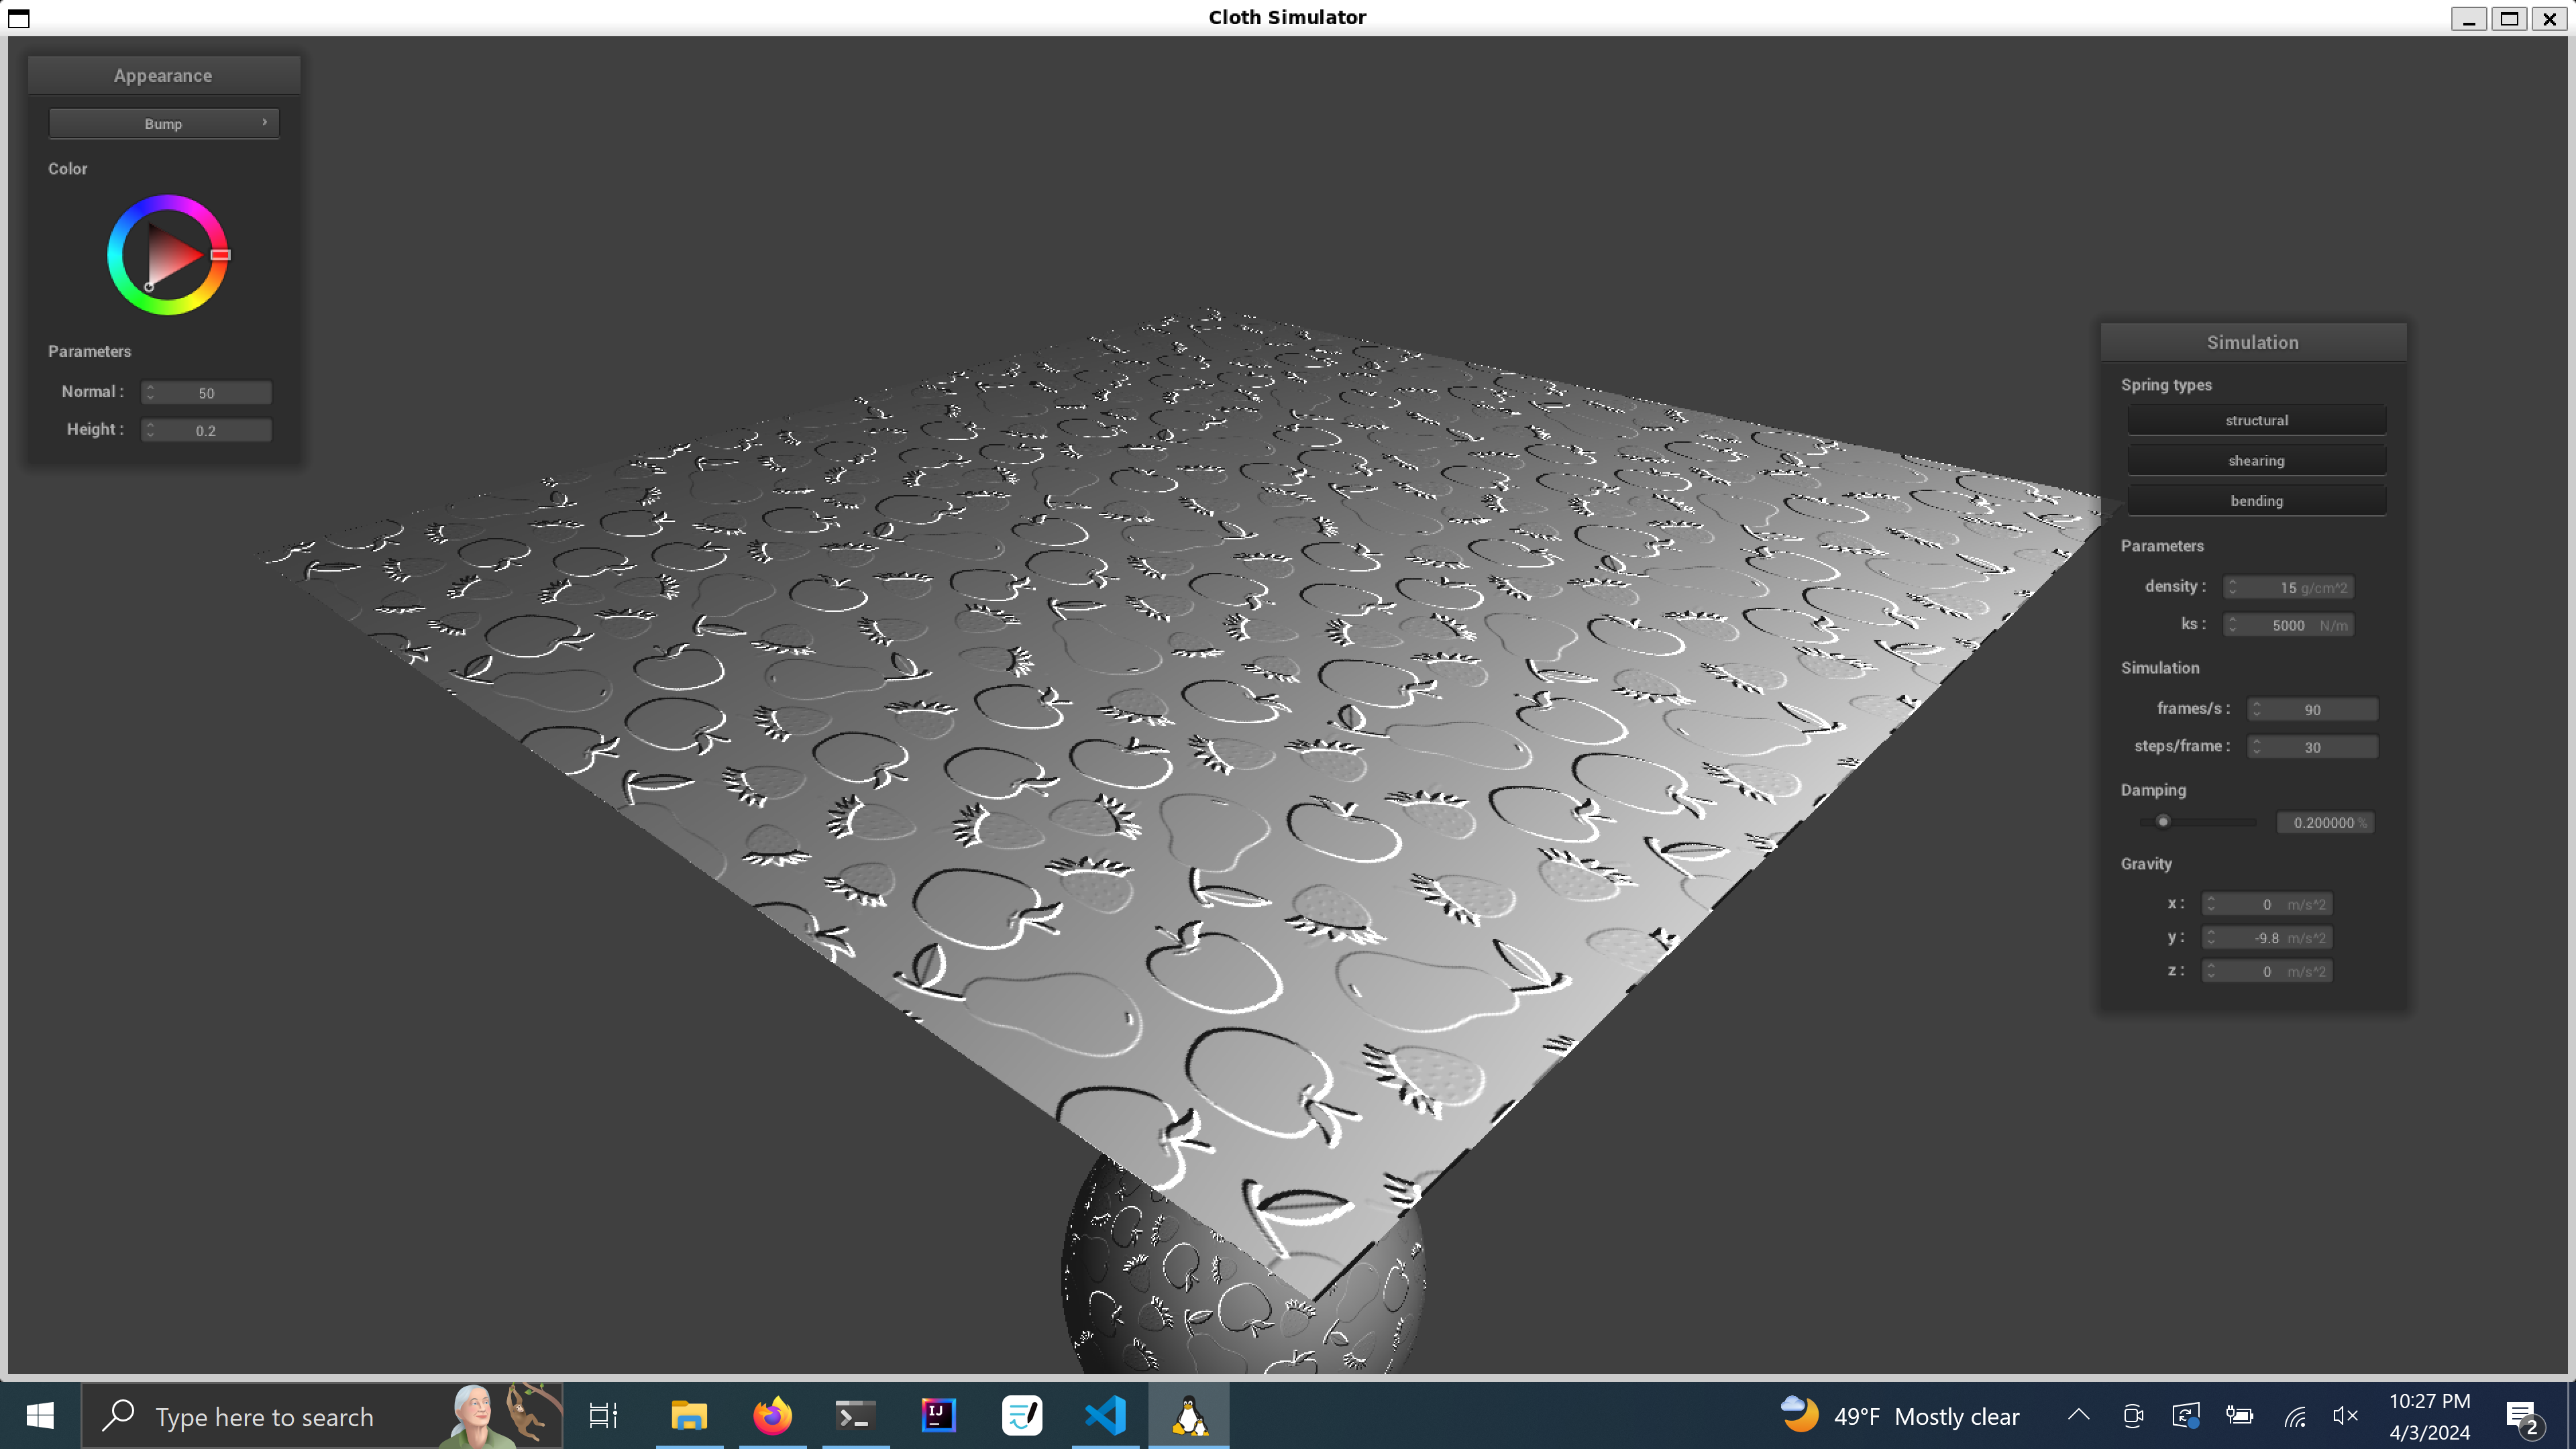 Cloth Simulator
Appearance
Bump
Color
Parameters
Normal : 50
Height : 0.2
Simulation
Spring types
structural
shearing
bending
Parameters
density : 15 g/cm^2
ks : 5000 N/m
Simulation
frames/s : 90
steps/frame : 30
Damping
0.200000 %
Gravity
x : 0 m/s^2
y : -9.8 m/s^2
z : 0 m/s^2
Type here to search
IJ
49°F Mostly clear
10:27 PM
4/3/2024
2